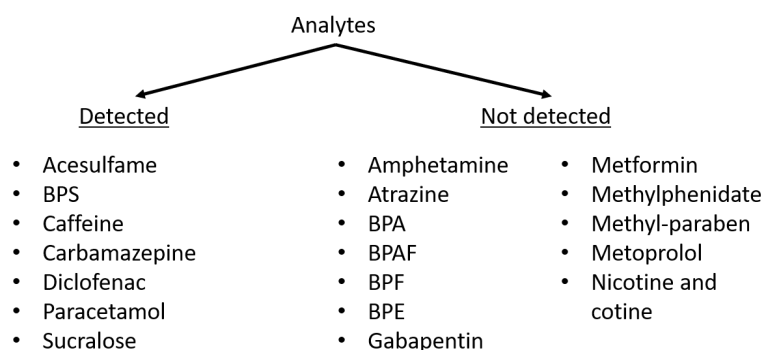 Analytes
Detected
• Acesulfame
• BPS
• Caffeine
• Carbamazepine
• Diclofenac
• Paracetamol
• Sucralose
Not detected
• Amphetamine
• Atrazine
• BPA
• BPAF
• BPF
• BPE
• Gabapentin
• Metformin
• Methylphenidate
• Methyl-paraben
• Metoprolol
• Nicotine and
cotine